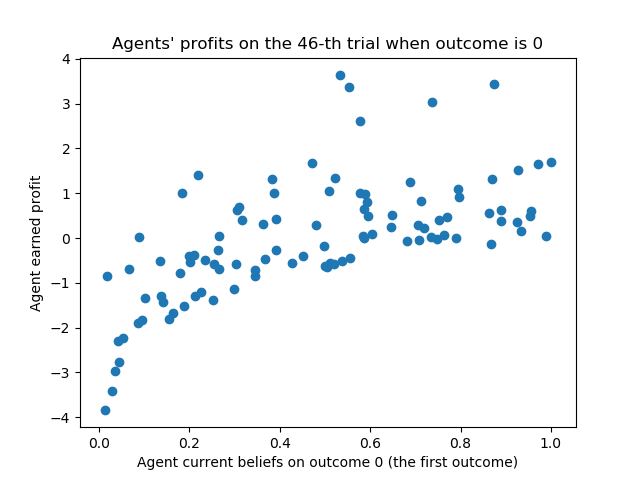 Agents' profits on the 46-th trial when outcome is 0
4
3
2
1
0
−1
−2
−3
−4
Agent earned profit
0.0 0.2 0.4 0.6 0.8 1.0
Agent current beliefs on outcome 0 (the first outcome)